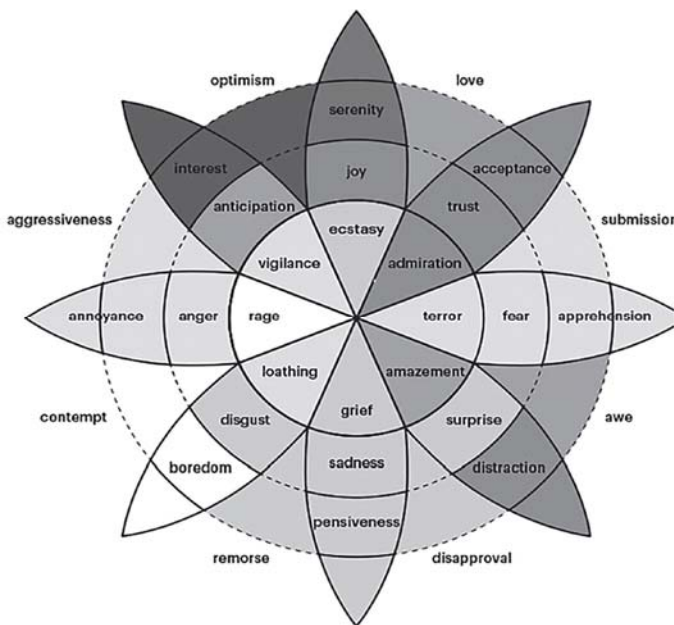 optimism
love
serenity
interest
acceptance
joy
anticipation
trust
aggressiveness
submission
ecstasy
vigilance
admiration
annoyance
anger
rage
terror
fear
apprehension
loathing
amazement
contempt
disgust
grief
surprise
awe
boredom
sadness
distraction
pensiveness
remorse
disapproval